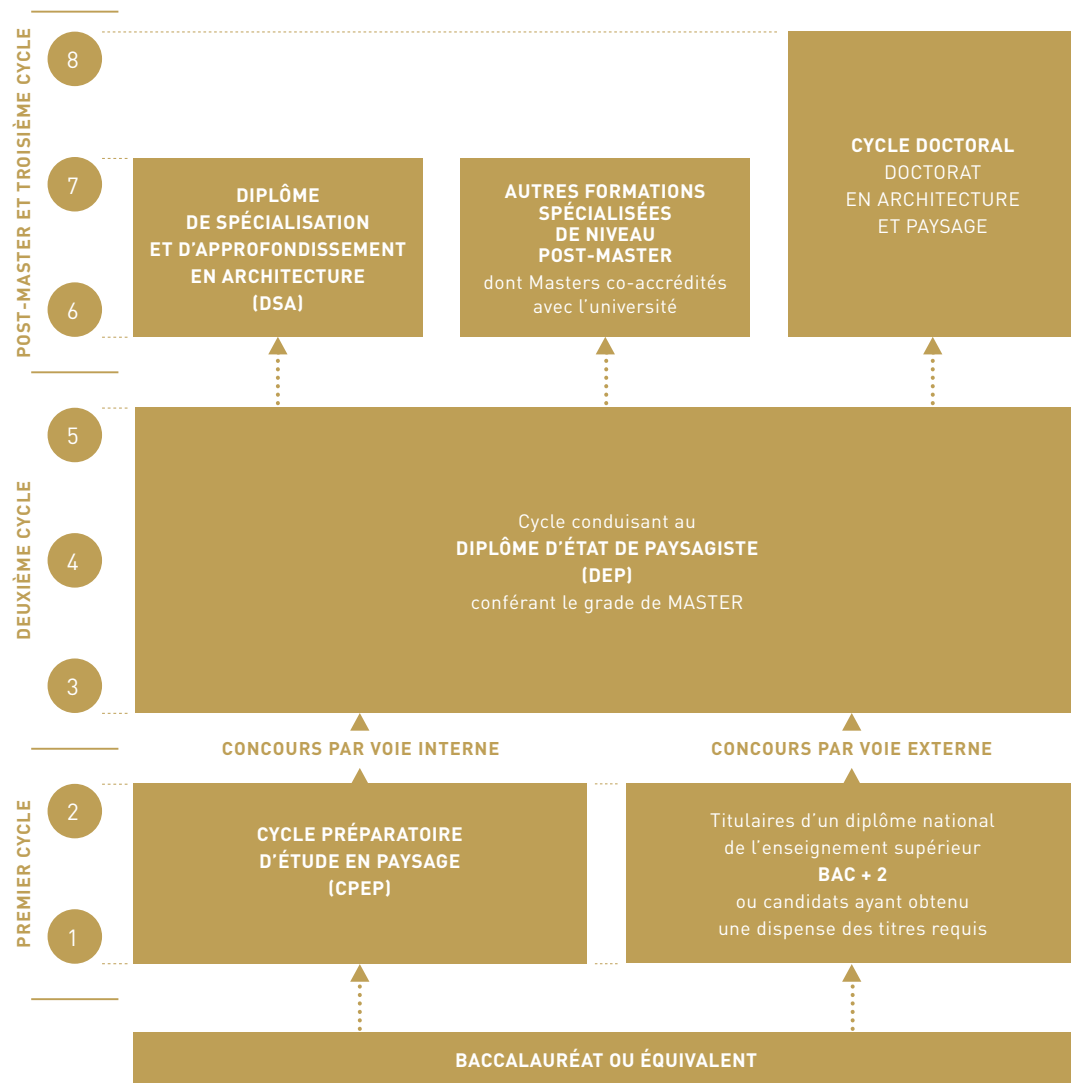 POST-MASTER ET TROISIÈME CYCLE
8
7
6
CYCLE DOCTORAL
DOCTORAT
EN ARCHITECTURE
ET PAYSAGE
DIPLÔME
DE SPÉCIALISATION
ET D'APPROFONDISSEMENT
EN ARCHITECTURE
(DSA)
AUTRES FORMATIONS
SPÉCIALISÉES
DE NIVEAU
POST-MASTER
dont Masters co-accrédités
avec l'université
DEUXIÈME CYCLE
5
4
3
Cycle conduisant au
DIPLÔME D'ÉTAT DE PAYSAGISTE
(DEP)
conférant le grade de MASTER
CONCOURS PAR VOIE INTERNE
CONCOURS PAR VOIE EXTERNE
PREMIER CYCLE
2
1
CYCLE PRÉPARATOIRE
D'ÉTUDE EN PAYSAGE
(CPEP)
Titulaires d'un diplôme national
de l'enseignement supérieur
BAC + 2
ou candidats ayant obtenu
une dispense des titres requis
BACCALAURÉAT OU ÉQUIVALENT